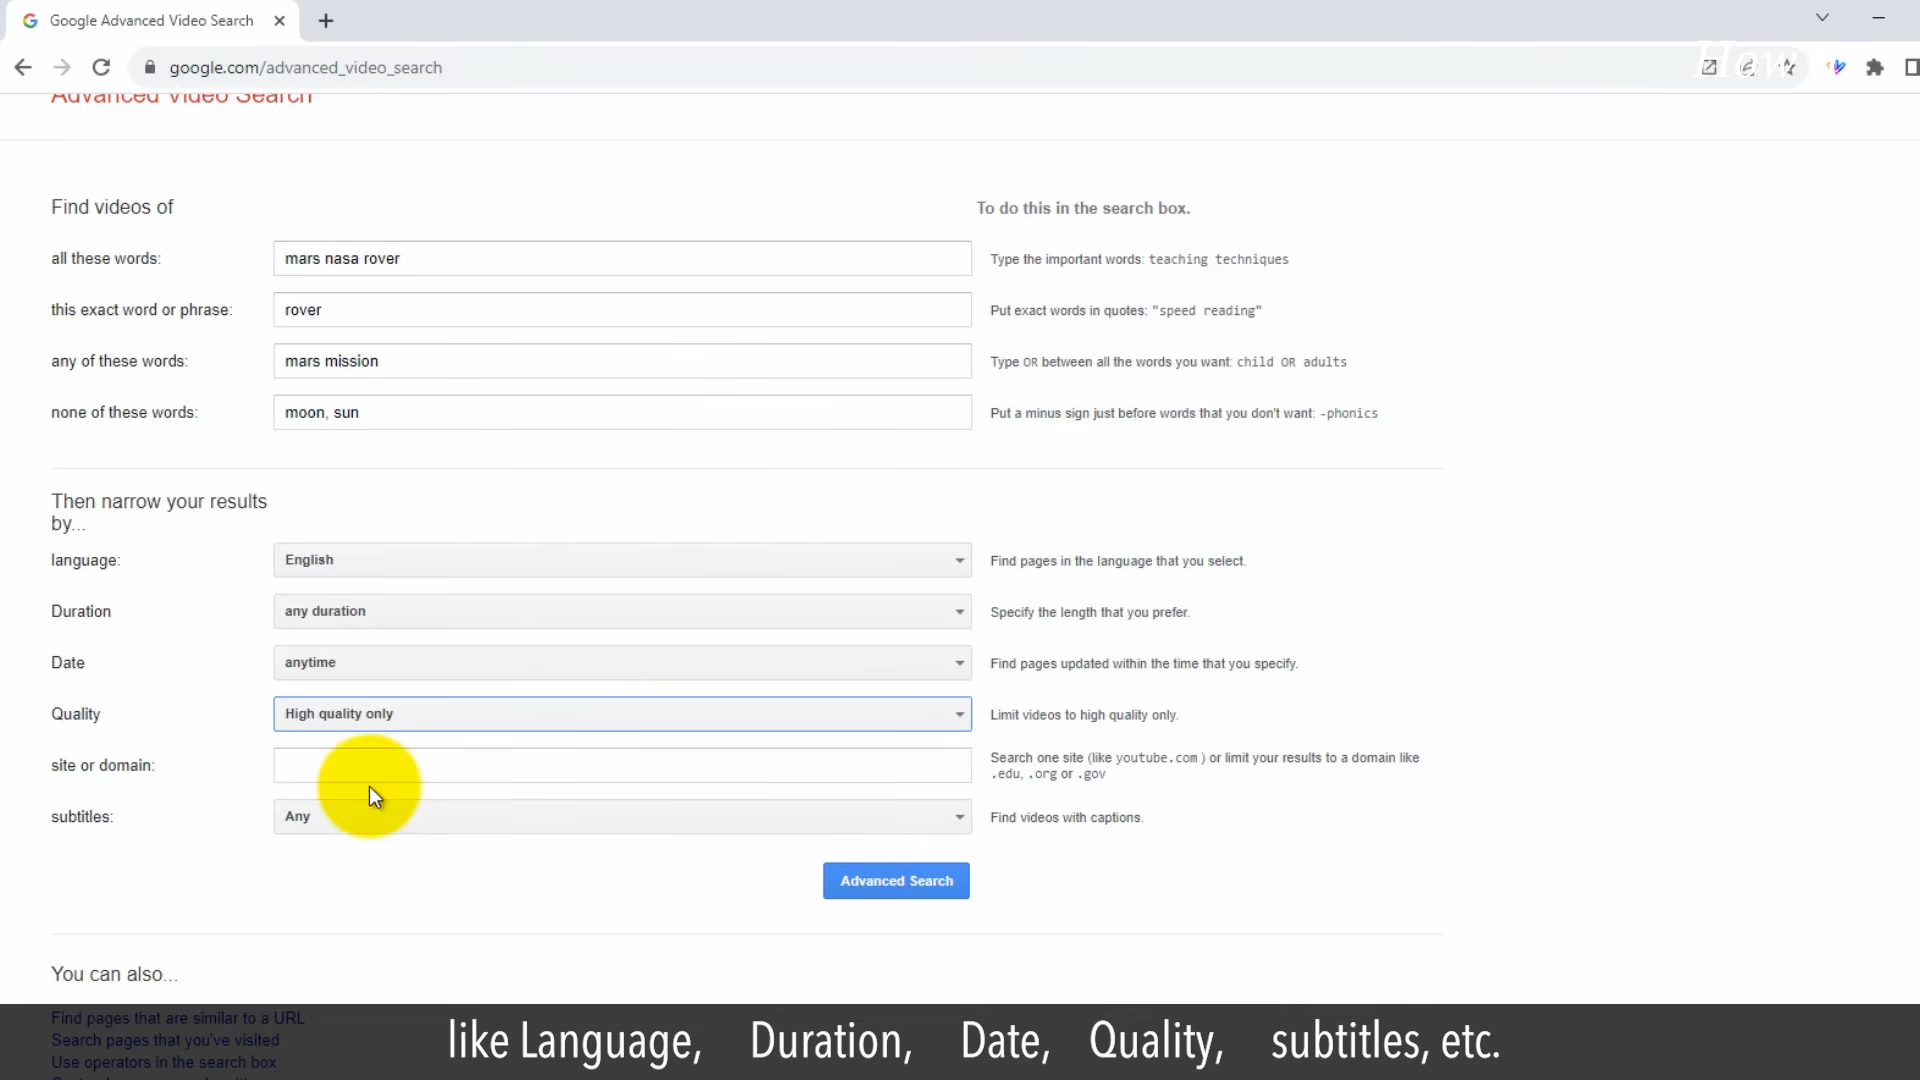 Google Advanced Video Search
google.com/advanced_video_search
How
Advanced Video Search
Find videos of
To do this in the search box.
all these words:
mars nasa rover
Type the important words: teaching techniques
this exact word or phrase:
rover
Put exact words in quotes: "speed reading"
any of these words:
mars mission
Type OR between all the words you want: child OR adults
none of these words:
moon, sun
Put a minus sign just before words that you don't want: -phonics
Then narrow your results
by...
language:
English
Find pages in the language that you select.
Duration
any duration
Specify the length that you prefer.
Date
anytime
Find pages updated within the time that you specify.
Quality
High quality only
Limit videos to high quality only.
site or domain:
Search one site (like youtube.com ) or limit your results to a domain like
.edu, .org or .gov
subtitles:
Any
Find videos with captions.
Advanced Search
You can also...
Find pages that are similar to a URL
Search pages that you've visited
Use operators in the search box
like Language, Duration, Date, Quality, subtitles, etc.